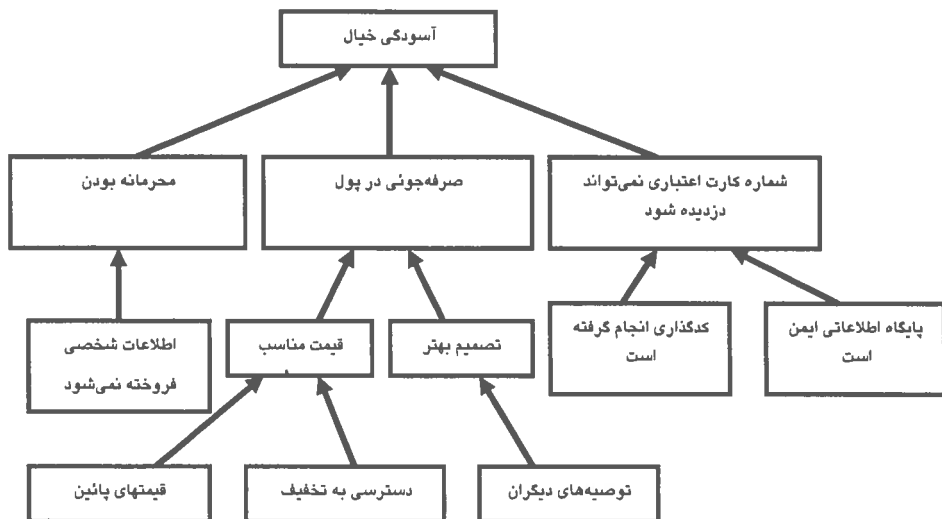 آسودگی خیال
شماره کارت اعتباری نمی‌تواند
دزدیده شود
صرفه‌جوئی در پول
محرمانه بودن
پایگاه اطلاعاتی ایمن
است
کدگذاری انجام گرفته
است
تصمیم بهتر
قیمت مناسب
اطلاعات شخصی
فروخته نمی‌شود
توصیه‌های دیگران
دسترسی به تخفیف
قیمتهای پائین